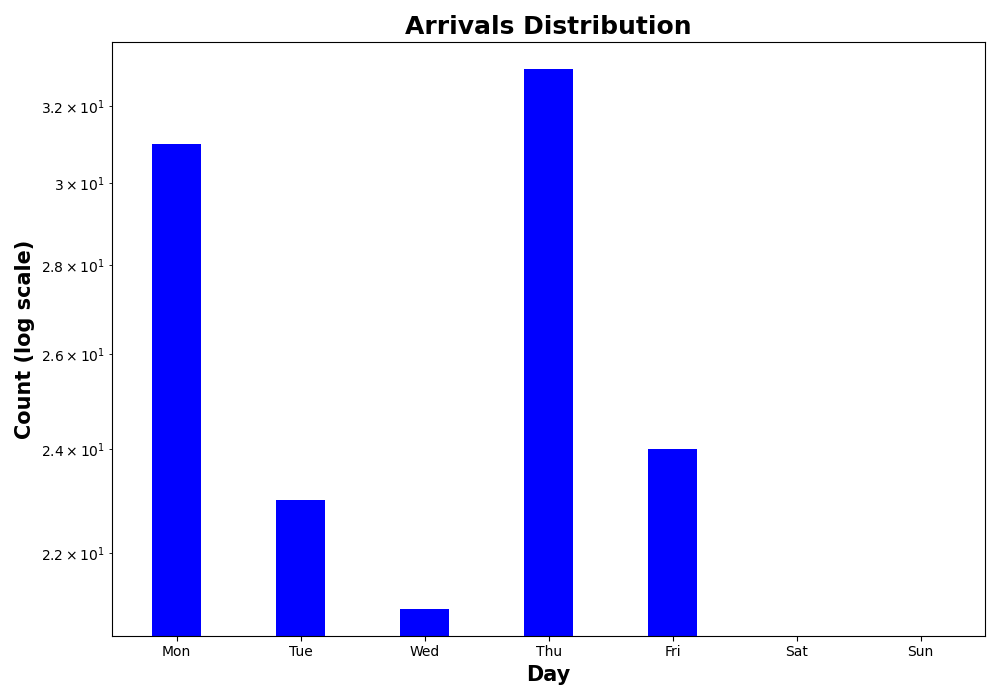 Arrivals Distribution
Count (log scale)
3.2 × 10¹
3 × 10¹
2.8 × 10¹
2.6 × 10¹
2.4 × 10¹
2.2 × 10¹
Mon Tue Wed Thu Fri Sat Sun
Day